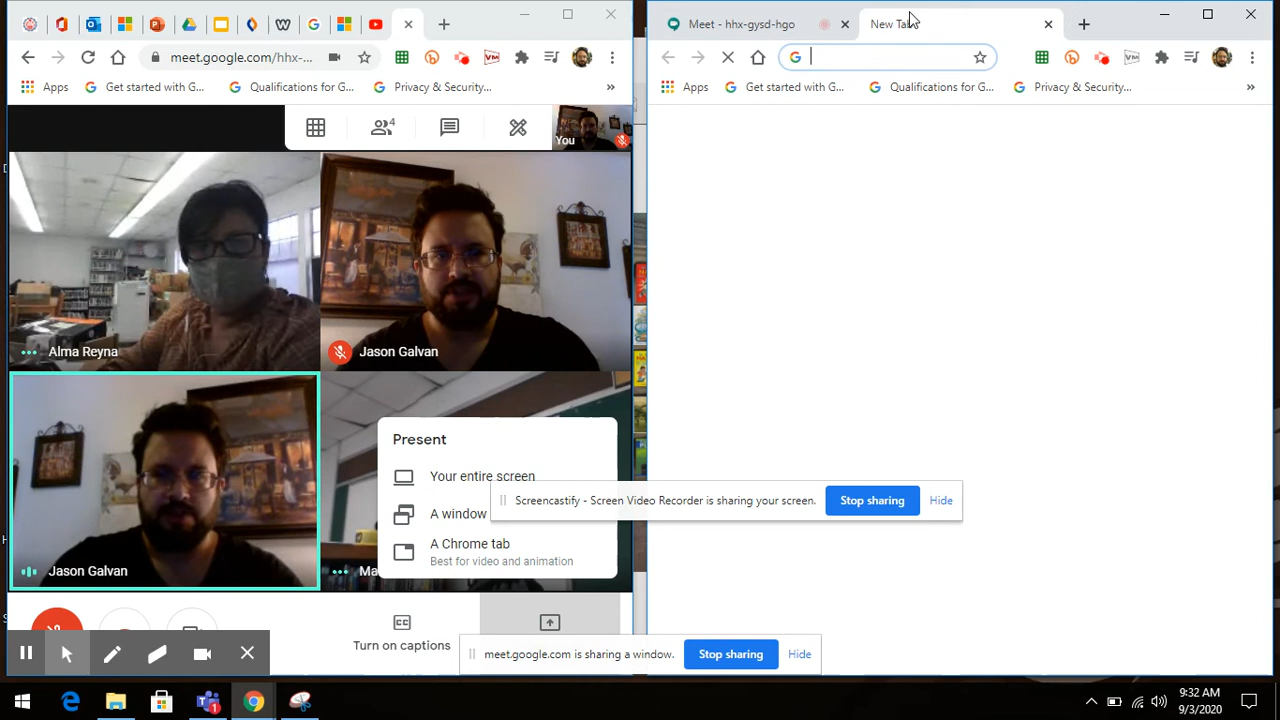 meet.google.com/hhx-...
Apps
Get started with G...
Qualifications for G...
Privacy & Security...
»
4
You
Alma Reyna
Jason Galvan
Jason Galvan
Ma
Present
Your entire screen
A window
A Chrome tab
Best for video and animation
Turn on captions
Meet - hhx-gysd-hgo
New Tab
Apps
Get started with G...
Qualifications for G...
Privacy & Security...
»
Screencastify - Screen Video Recorder is sharing your screen.
Stop sharing
Hide
meet.google.com is sharing a window.
Stop sharing
Hide
9:32 AM
9/3/2020